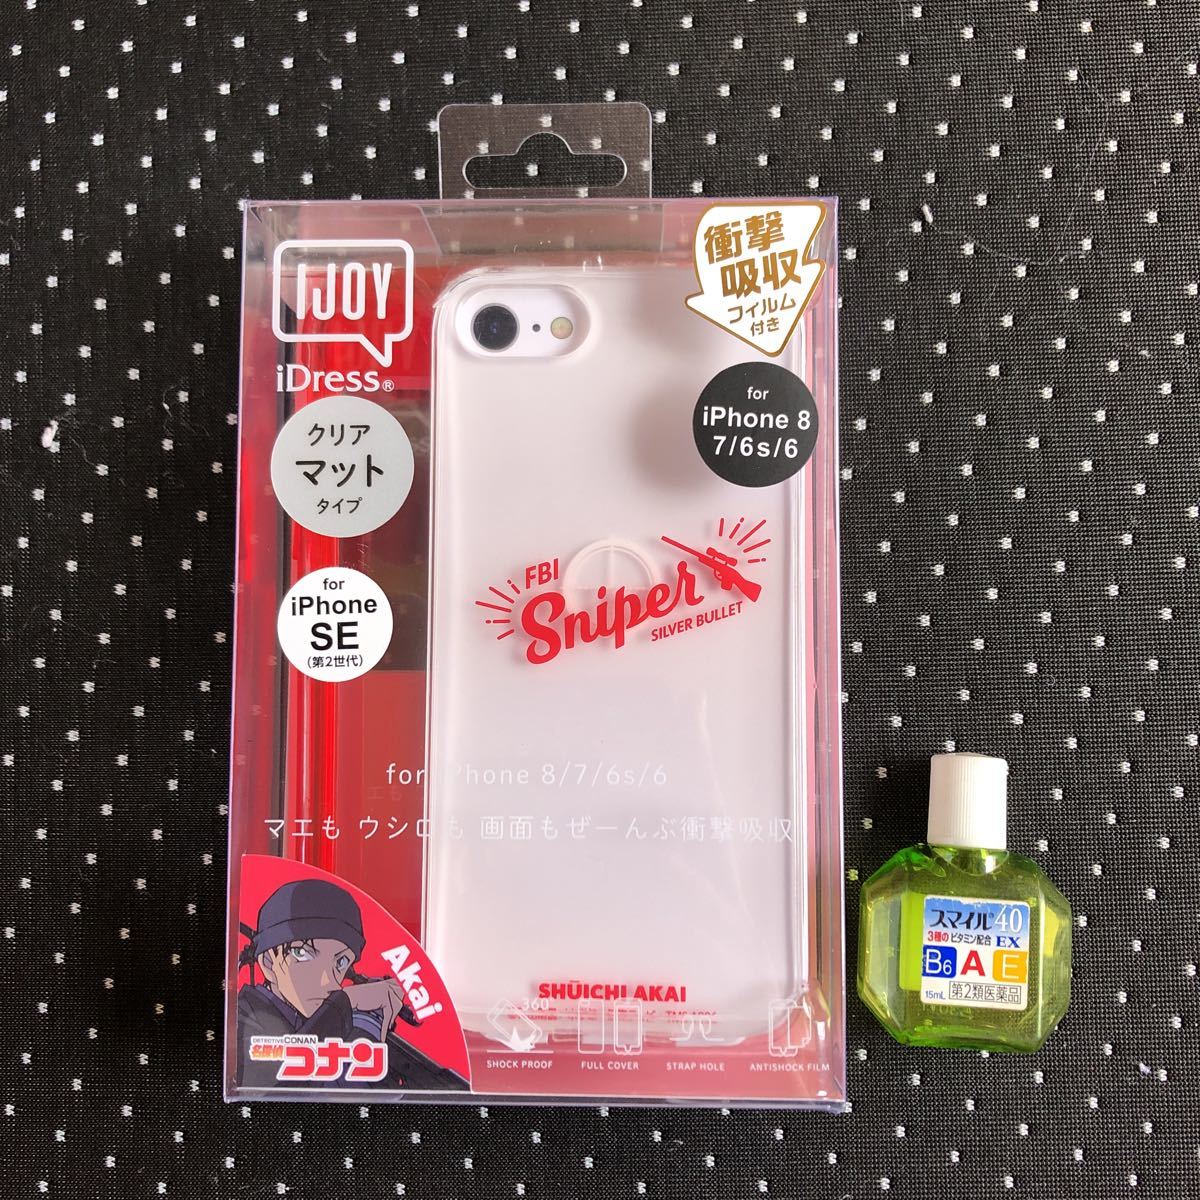 IJOY
iDress®
クリア
マット
タイプ
for
iPhone
SE
(第2世代)
衝撃
吸収
フィルム
付き
for
iPhone 8
7/6s/6
FBI
Sniper
SILVER BULLET
for iPhone 8/7/6s/6
マエも ウシロも 画面もぜーんぶ衝撃吸収
Akai
DETECTIVE CONAN
名探偵
コナン
SHŪICHI AKAI
360
SHOCK PROOF
FULL COVER
STRAP HOLE
ANTISHOCK FILM
スマイル40
3種の ビタミン配合 EX
B6 A E
15mL 第2類医薬品